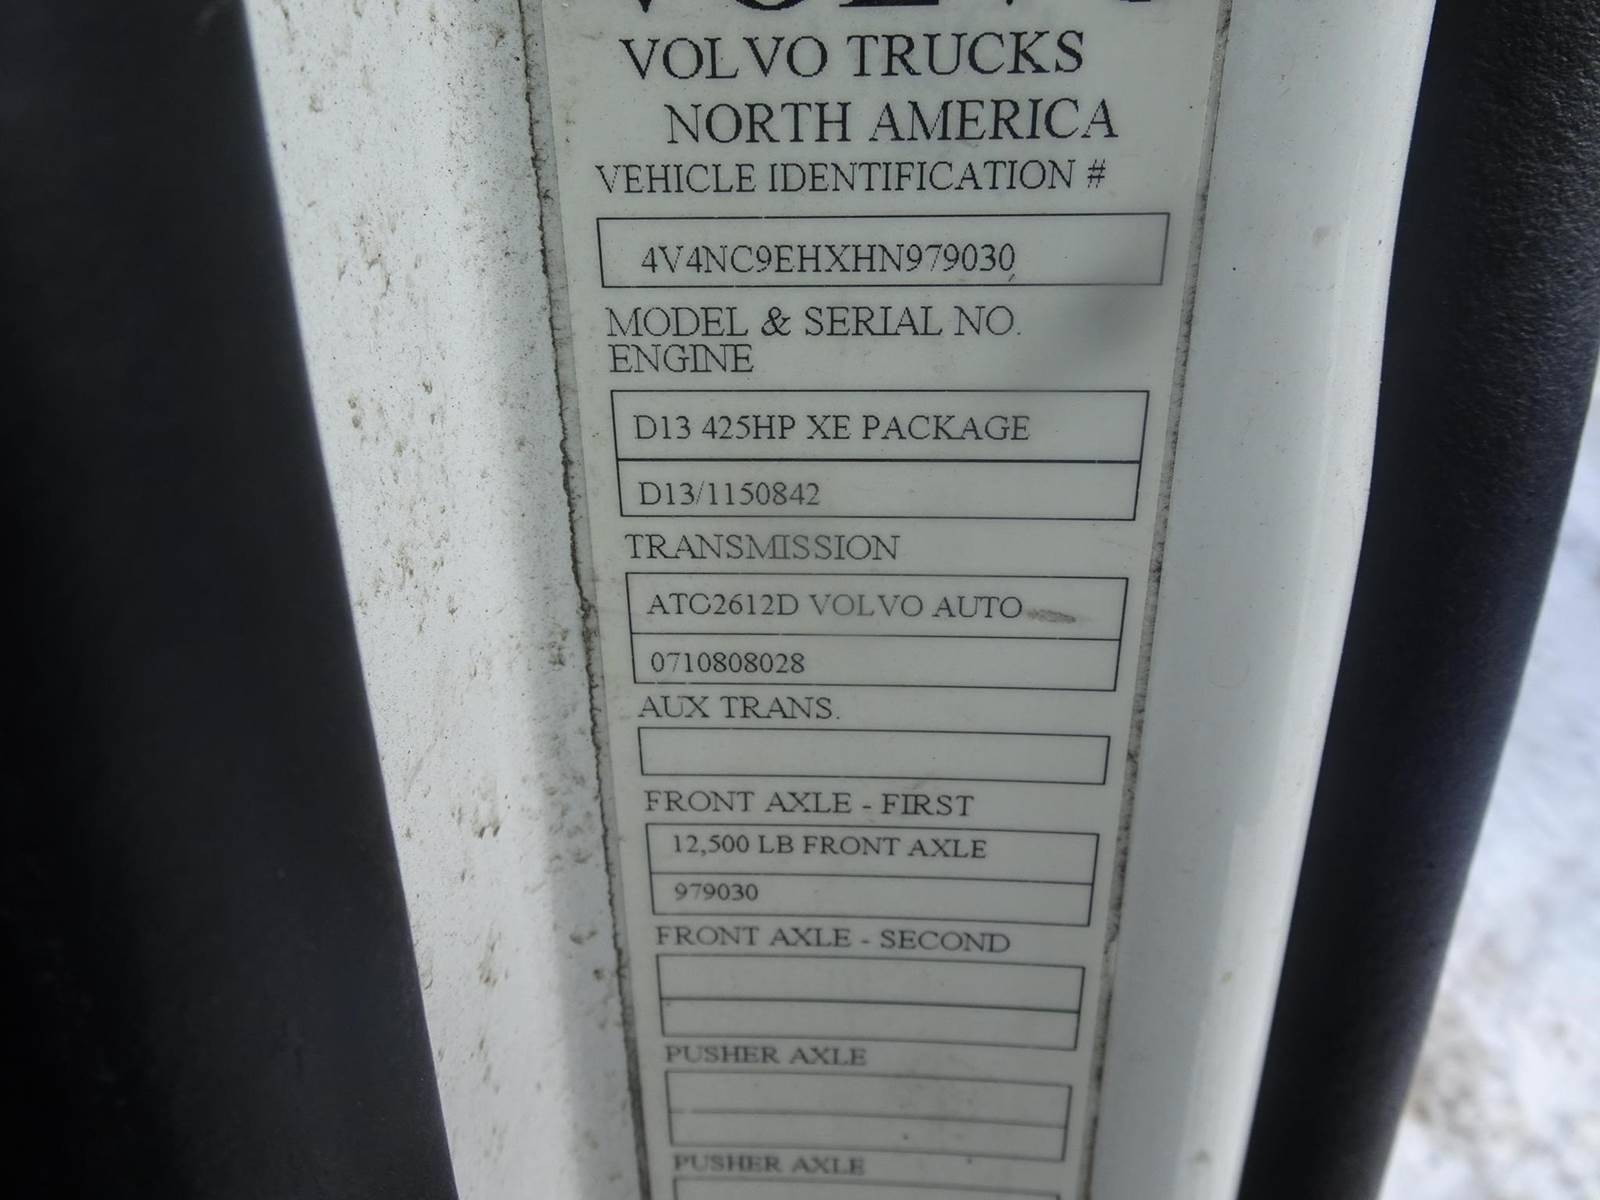 VOLVO
VOLVO TRUCKS
NORTH AMERICA
VEHICLE IDENTIFICATION #
4V4NC9EHXHN979030
MODEL & SERIAL NO.
ENGINE
D13 425HP XE PACKAGE
D13/1150842
TRANSMISSION
ATO2612D VOLVO AUTO
0710808028
AUX TRANS.
FRONT AXLE - FIRST
12,500 LB FRONT AXLE
979030
FRONT AXLE - SECOND
PUSHER AXLE
PUSHER AXLE